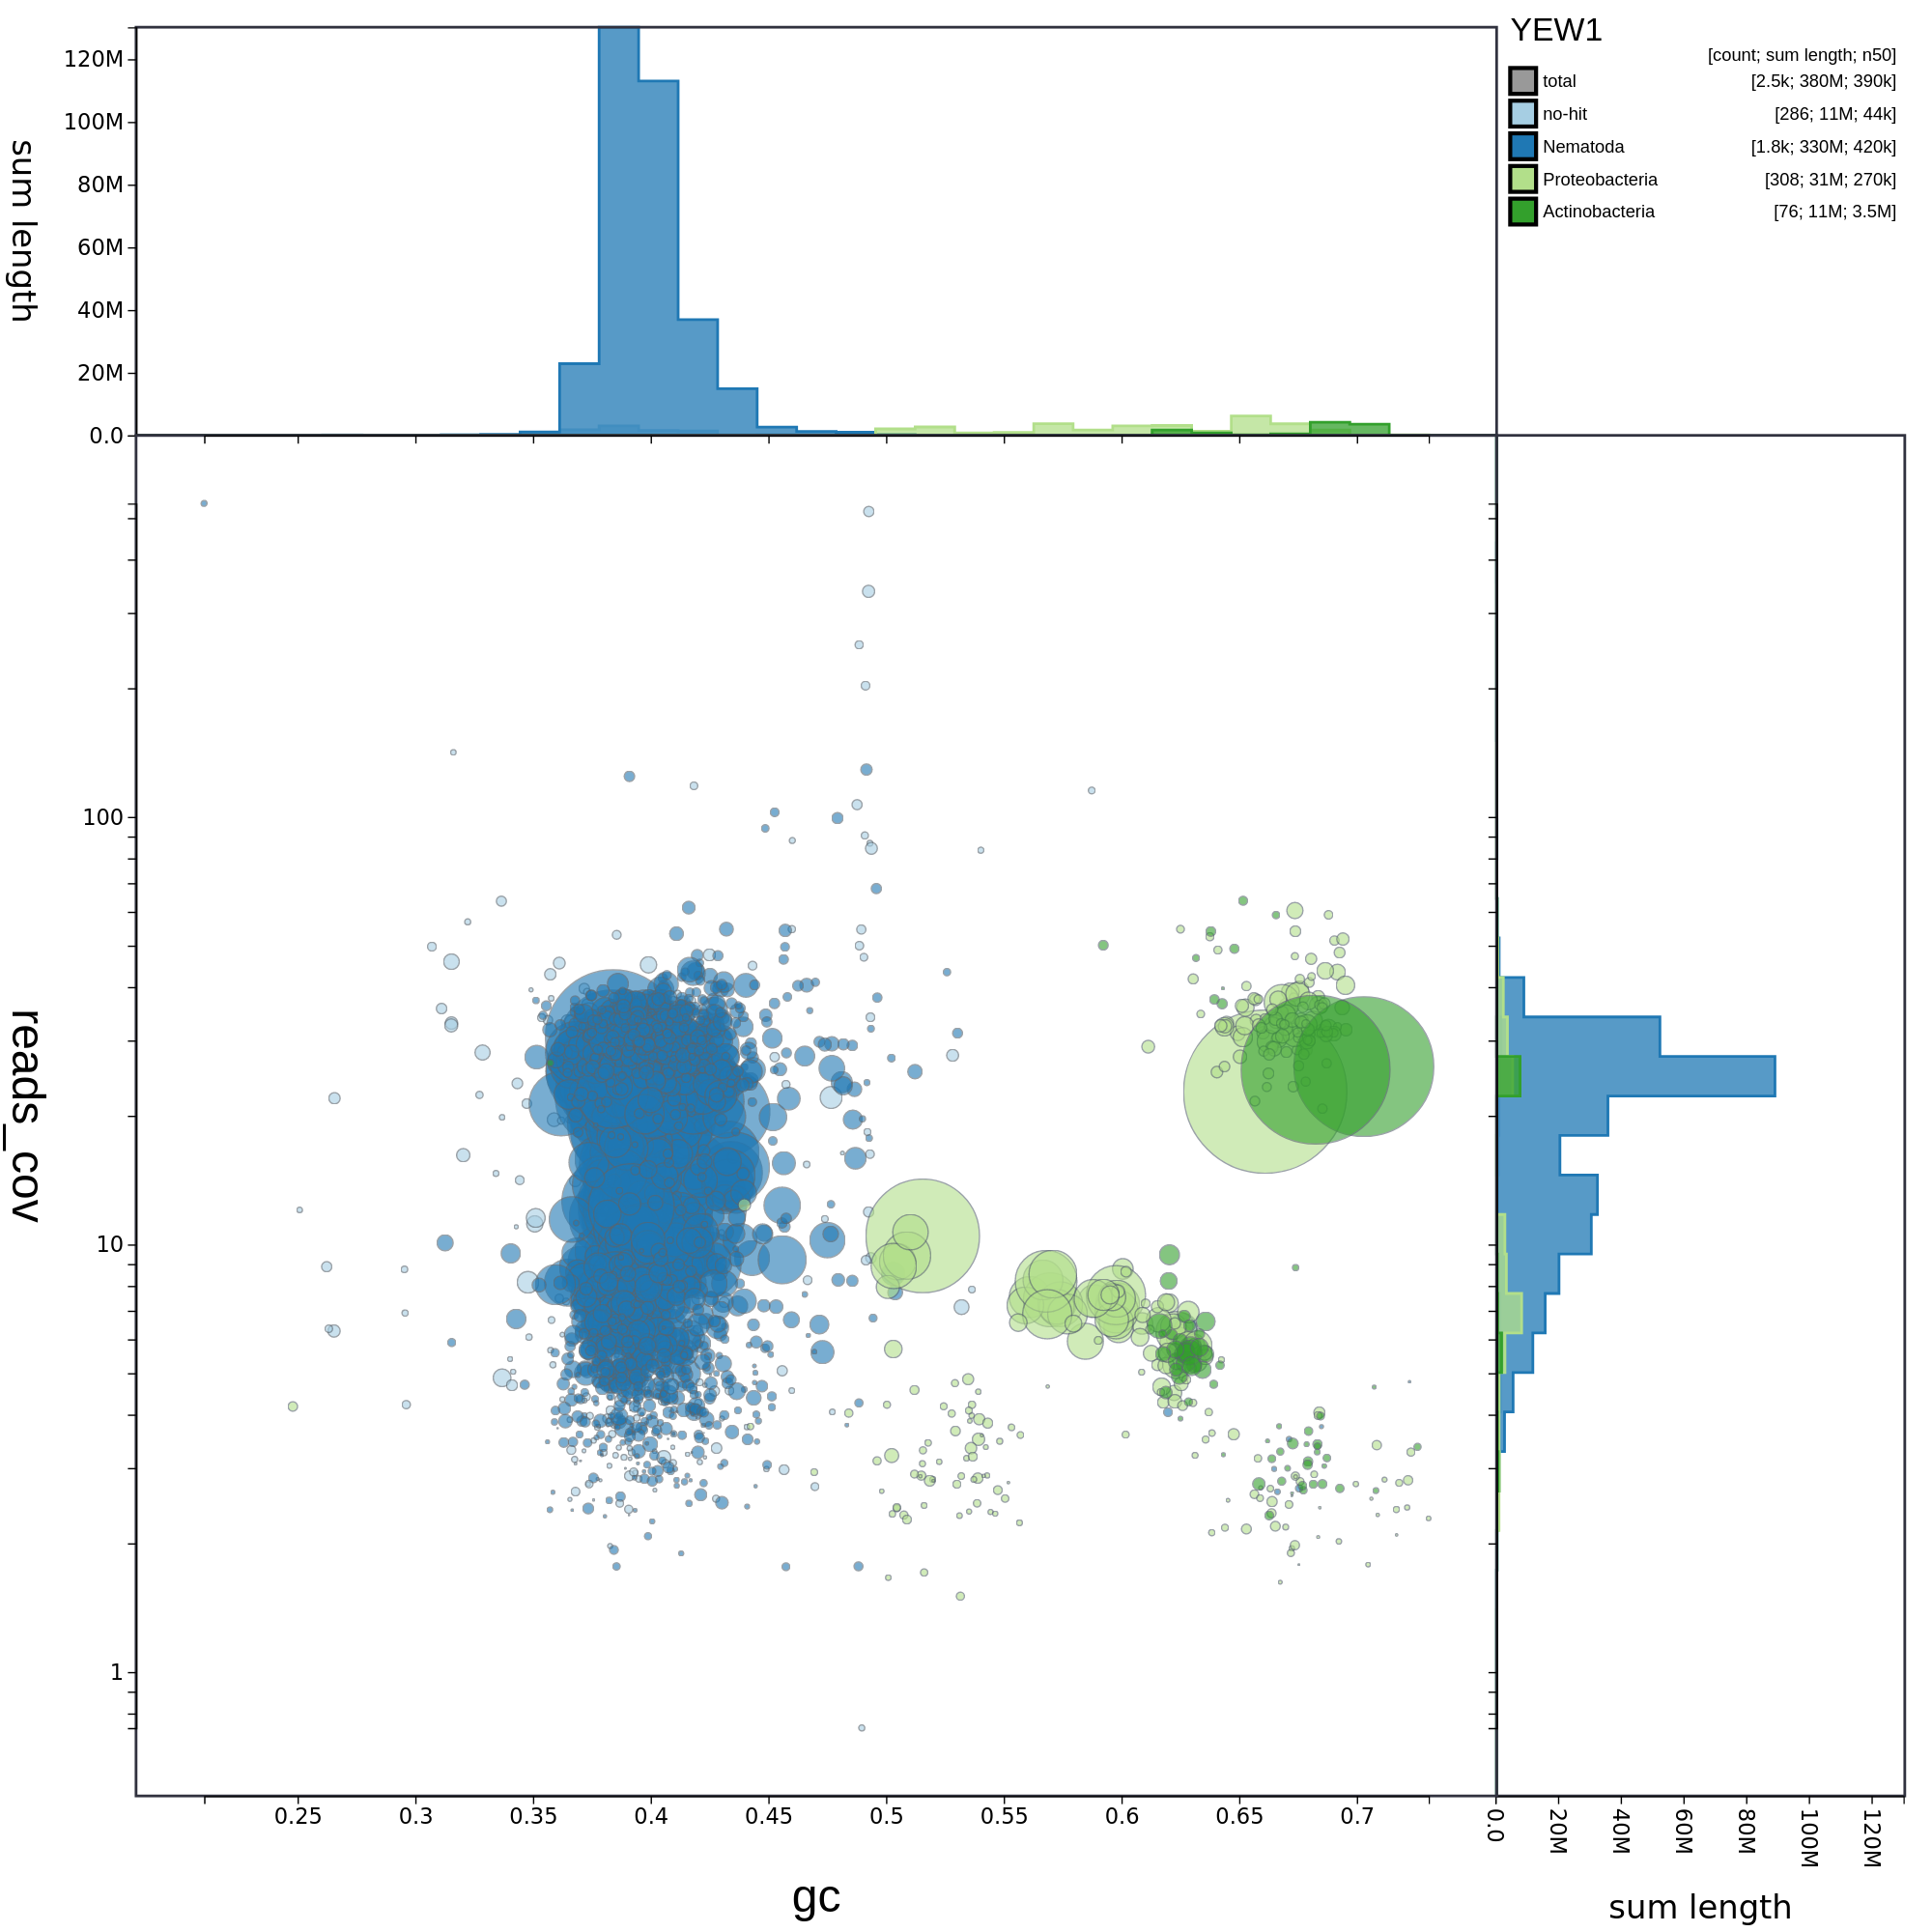 YEW1
[count; sum length; n50]
total [2.5k; 380M; 390k]
no-hit [286; 11M; 44k]
Nematoda [1.8k; 330M; 420k]
Proteobacteria [308; 31M; 270k]
Actinobacteria [76; 11M; 3.5M]
sum length
120M
100M
80M
60M
40M
20M
0.0
reads_cov
100
10
1
0.25 0.3 0.35 0.4 0.45 0.5 0.55 0.6 0.65 0.7
gc
0.0 20M 40M 60M 80M 100M 120M
sum length